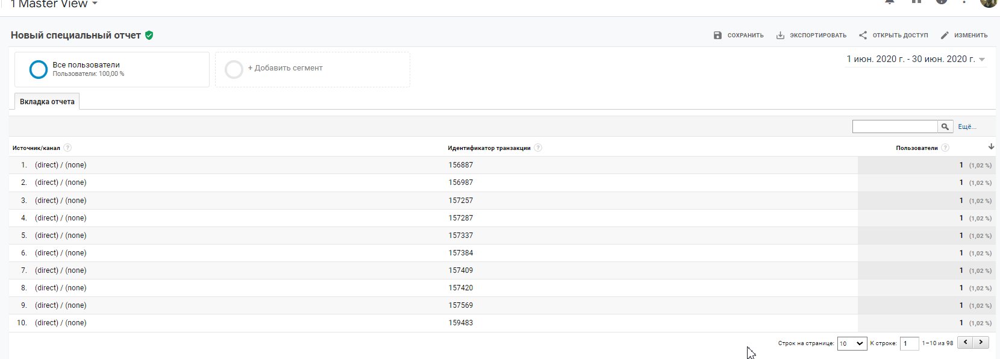 1 Master View
Новый специальный отчет
СОХРАНИТЬ
ЭКСПОРТИРОВАТЬ
ОТКРЫТЬ ДОСТУП
ИЗМЕНИТЬ
Все пользователи
Пользователи: 100,00 %
+ Добавить сегмент
1 июн. 2020 г. - 30 июн. 2020 г.
Вкладка отчета
Ещё...
Источник/канал ? Идентификатор транзакции ? Пользователи ?
1. (direct) / (none) 156887 1 (1,02 %)
2. (direct) / (none) 156987 1 (1,02 %)
3. (direct) / (none) 157257 1 (1,02 %)
4. (direct) / (none) 157287 1 (1,02 %)
5. (direct) / (none) 157337 1 (1,02 %)
6. (direct) / (none) 157384 1 (1,02 %)
7. (direct) / (none) 157409 1 (1,02 %)
8. (direct) / (none) 157420 1 (1,02 %)
9. (direct) / (none) 157569 1 (1,02 %)
10. (direct) / (none) 159483 1 (1,02 %)
Строк на странице: 10 К строке: 1 1–10 из 98